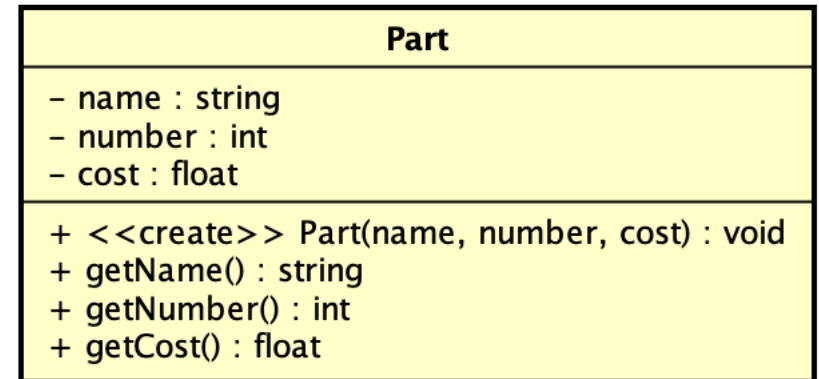 Part
– name : string
– number : int
– cost : float
+ <<create>> Part(name, number, cost) : void
+ getName() : string
+ getNumber() : int
+ getCost() : float